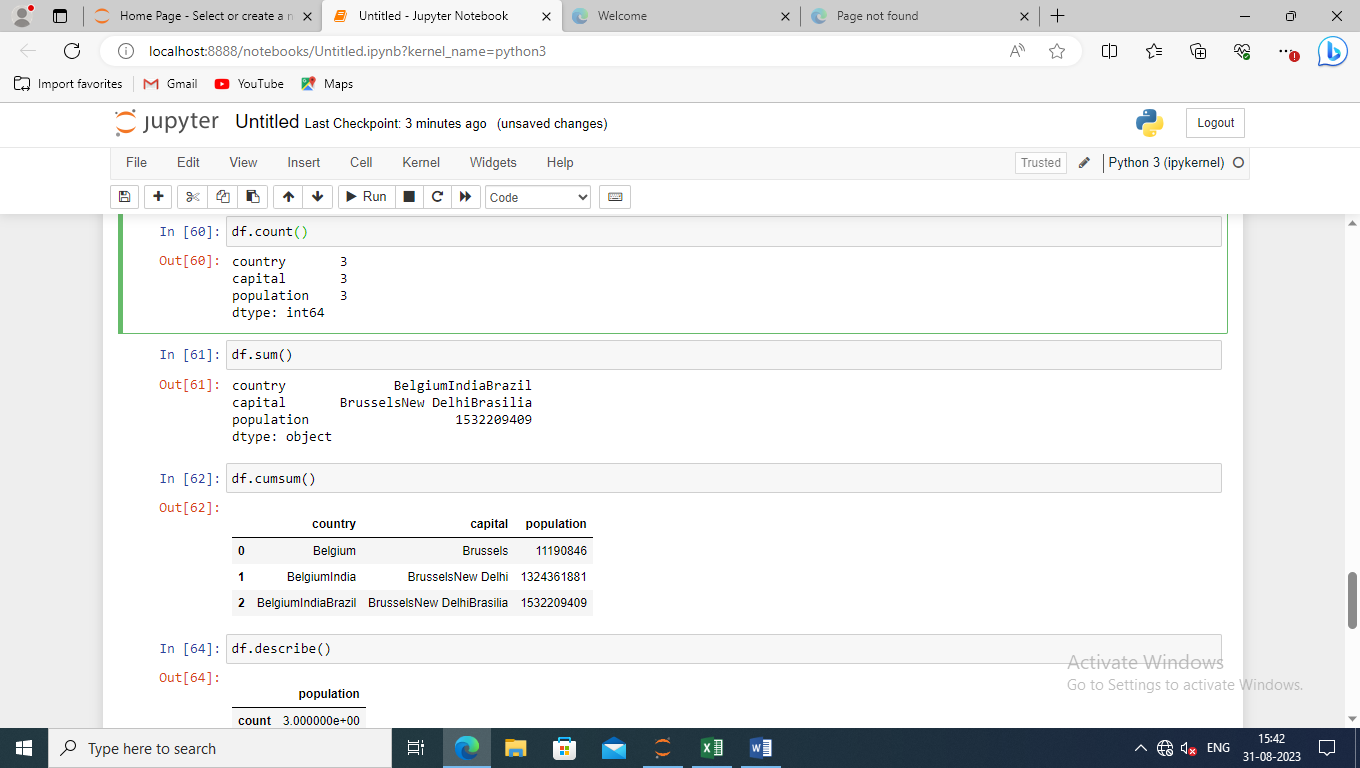 Home Page - Select or create a n
Untitled - Jupyter Notebook
Welcome
Page not found
localhost:8888/notebooks/Untitled.ipynb?kernel_name=python3
Import favorites
Gmail
YouTube
Maps
jupyter Untitled Last Checkpoint: 3 minutes ago (unsaved changes)
Logout
File Edit View Insert Cell Kernel Widgets Help
Trusted
Python 3 (ipykernel)
Run
Code
In [60]: df.count()
Out[60]: country 3
capital 3
population 3
dtype: int64
In [61]: df.sum()
Out[61]: country BelgiumIndiaBrazil
capital BrusselsNew DelhiBrasilia
population 1532209409
dtype: object
In [62]: df.cumsum()
Out[62]:
country capital population
0 Belgium Brussels 11190846
1 BelgiumIndia BrusselsNew Delhi 1324361881
2 BelgiumIndiaBrazil BrusselsNew DelhiBrasilia 1532209409
In [64]: df.describe()
Out[64]:
population
count 3.000000e+00
Activate Windows
Go to Settings to activate Windows.
Type here to search
ENG
15:42
31-08-2023